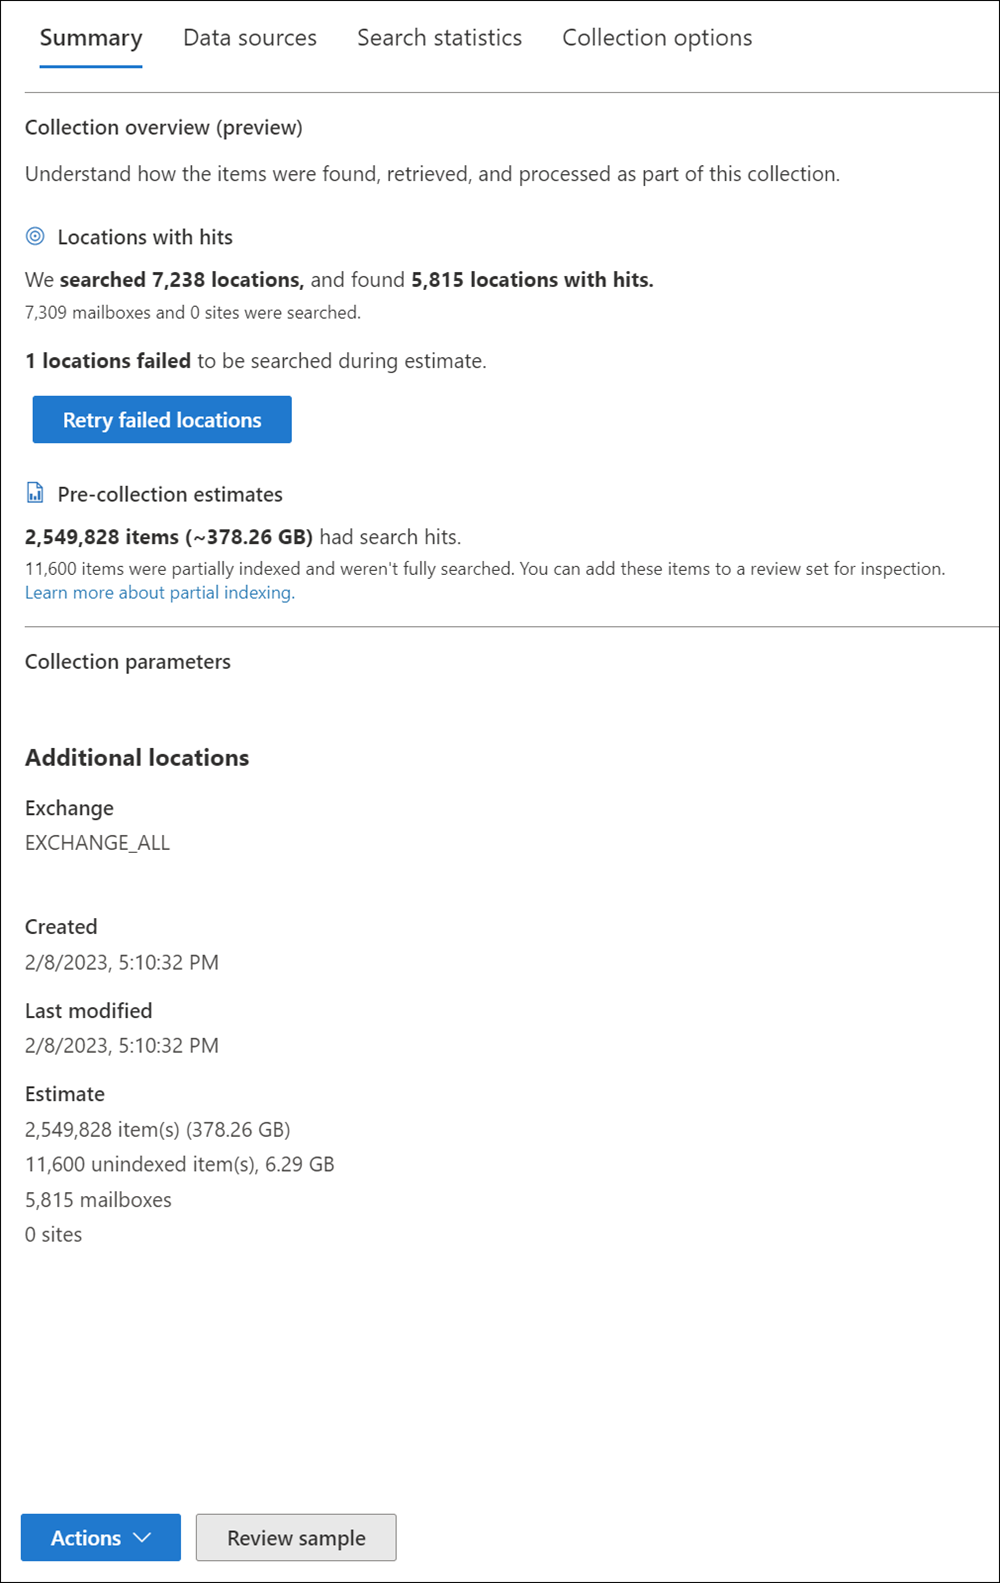 Summary Data sources Search statistics Collection options
Collection overview (preview)
Understand how the items were found, retrieved, and processed as part of this collection.
Locations with hits
We searched 7,238 locations, and found 5,815 locations with hits.
7,309 mailboxes and 0 sites were searched.
1 locations failed to be searched during estimate.
Retry failed locations
Pre-collection estimates
2,549,828 items (~378.26 GB) had search hits.
11,600 items were partially indexed and weren't fully searched. You can add these items to a review set for inspection.
Learn more about partial indexing.
Collection parameters
Additional locations
Exchange
EXCHANGE_ALL
Created
2/8/2023, 5:10:32 PM
Last modified
2/8/2023, 5:10:32 PM
Estimate
2,549,828 item(s) (378.26 GB)
11,600 unindexed item(s), 6.29 GB
5,815 mailboxes
0 sites
Actions Review sample